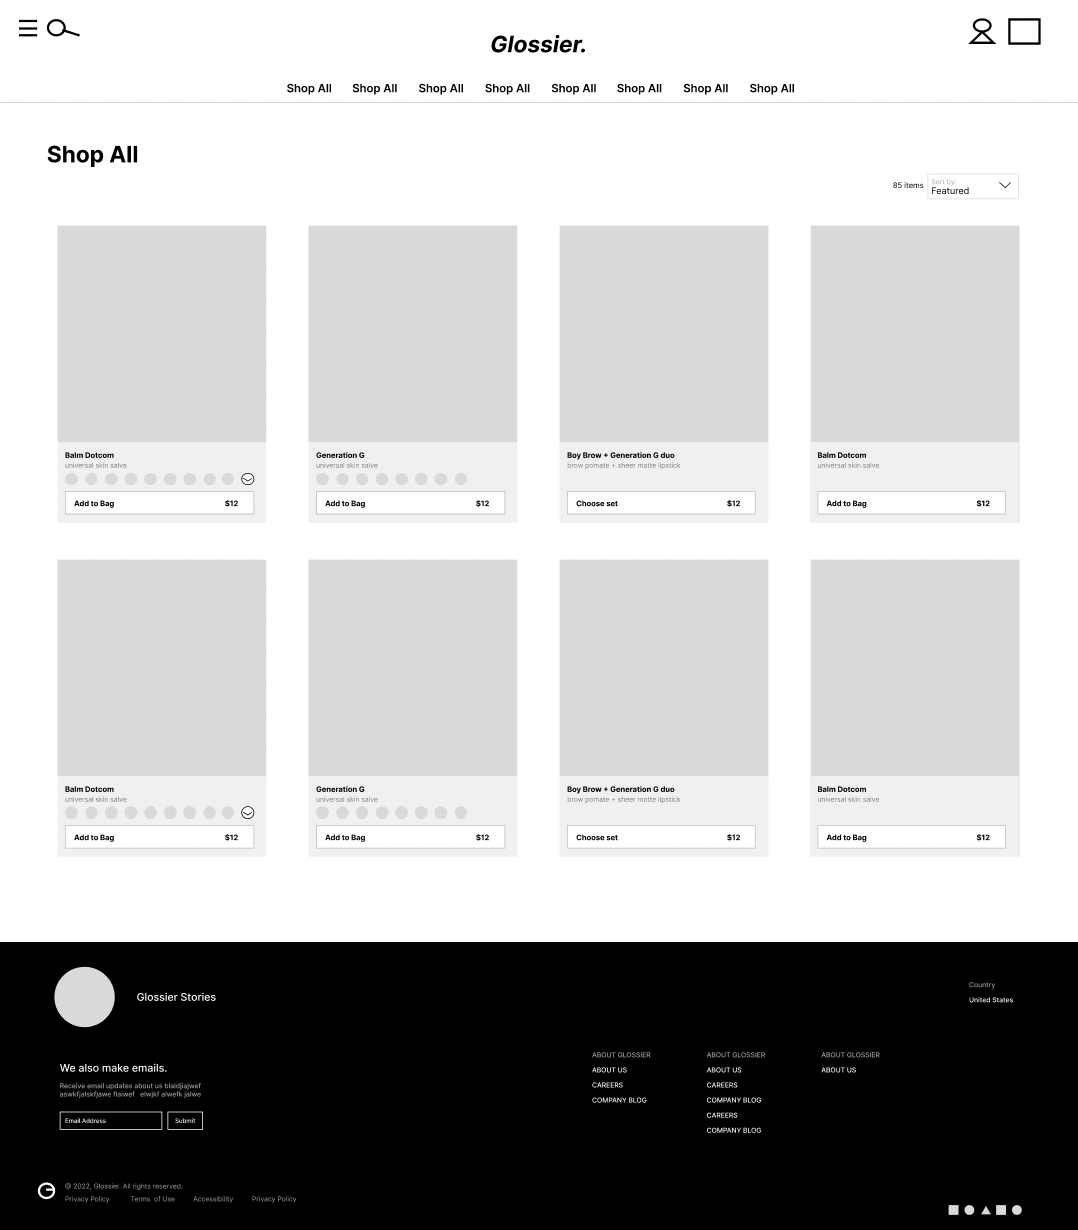 Glossier.
Shop All Shop All Shop All Shop All Shop All Shop All Shop All Shop All
Shop All
85 items
Sort by:
Featured
Balm Dotcom
universal skin salve
Add to Bag $12
Generation G
universal skin salve
Add to Bag $12
Boy Brow + Generation G duo
brow pomate + sheer matte lipstick
Choose set $12
Balm Dotcom
universal skin salve
Add to Bag $12
Balm Dotcom
universal skin salve
Add to Bag $12
Generation G
universal skin salve
Add to Bag $12
Boy Brow + Generation G duo
brow pomate + sheer matte lipstick
Choose set $12
Balm Dotcom
universal skin salve
Add to Bag $12
Glossier Stories
Country
United States
We also make emails.
Receive email updates about us blaidjiajwef
aswkfjalskfjawe flaiwef elwjkf alwefk jalwe
Email Address Submit
ABOUT GLOSSIER
ABOUT US
CAREERS
COMPANY BLOG
ABOUT GLOSSIER
ABOUT US
CAREERS
COMPANY BLOG
CAREERS
COMPANY BLOG
ABOUT GLOSSIER
ABOUT US
@ 2022, Glossier. All rights reserved.
Privacy Policy Terms of Use Accessibility Privacy Policy